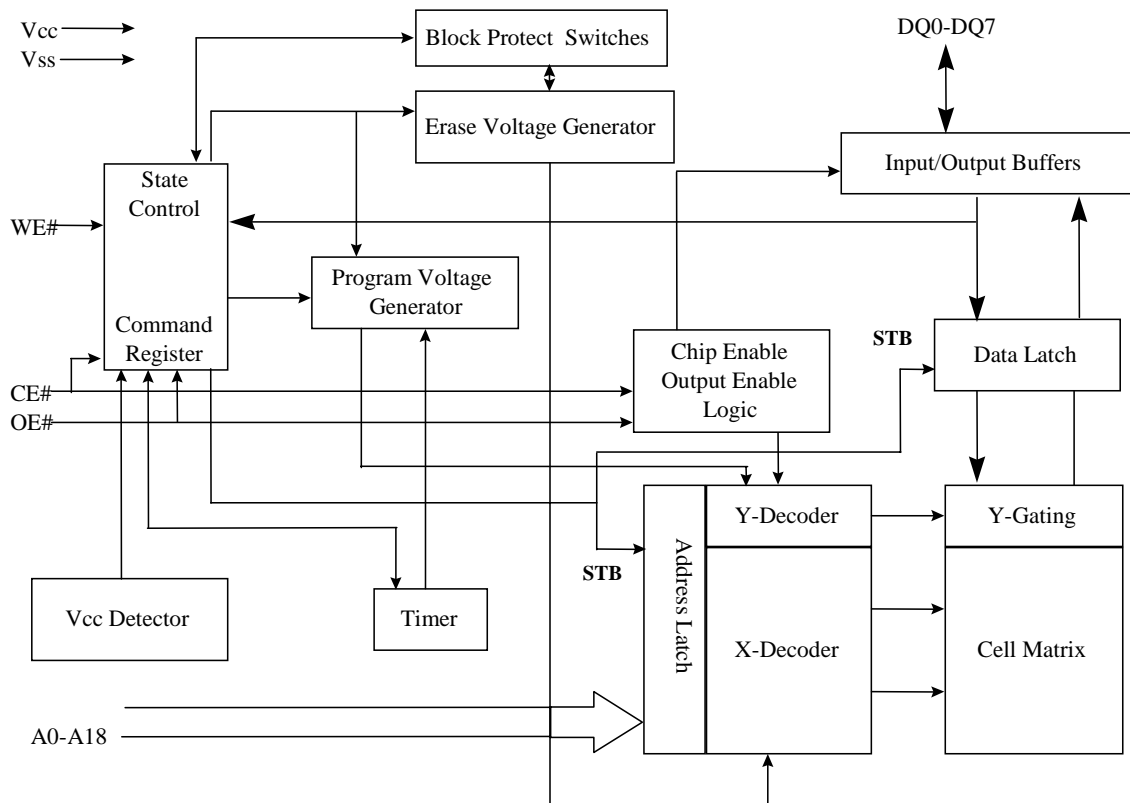 Vcc
Vss
Block Protect Switches
DQ0-DQ7
Erase Voltage Generator
Input/Output Buffers
State
Control
WE#
Program Voltage
Generator
Command
Register
STB
Chip Enable
Output Enable
Logic
Data Latch
CE#
OE#
Y-Decoder
Y-Gating
Address Latch
STB
Vcc Detector
Timer
X-Decoder
Cell Matrix
A0-A18